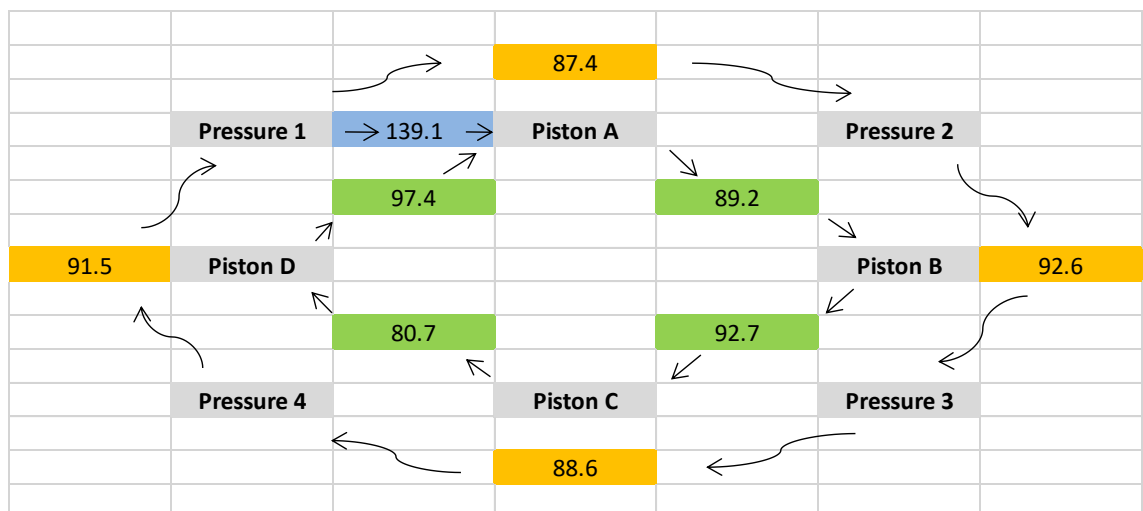 87.4
Pressure 1 139.1 Piston A Pressure 2
97.4 89.2
91.5 Piston D Piston B 92.6
80.7 92.7
Pressure 4 Piston C Pressure 3
88.6